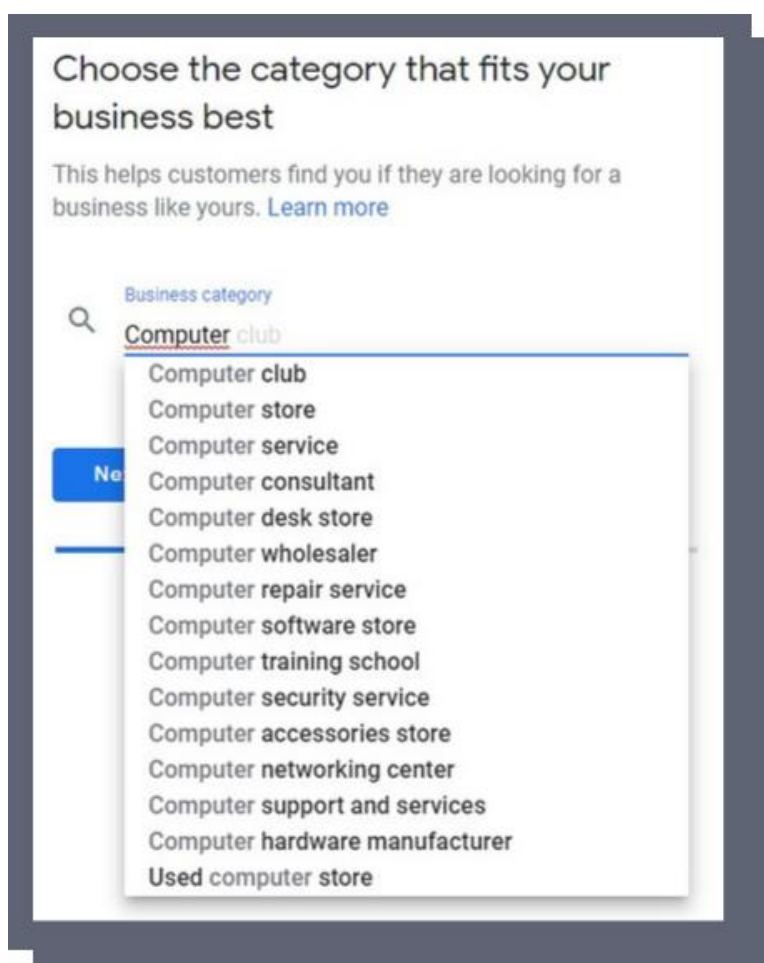 Choose the category that fits your
business best
This helps customers find you if they are looking for a
business like yours. Learn more
Business category
Computer club
Computer club
Computer store
Computer service
Computer consultant
Computer desk store
Computer wholesaler
Computer repair service
Computer software store
Computer training school
Computer security service
Computer accessories store
Computer networking center
Computer support and services
Computer hardware manufacturer
Used computer store